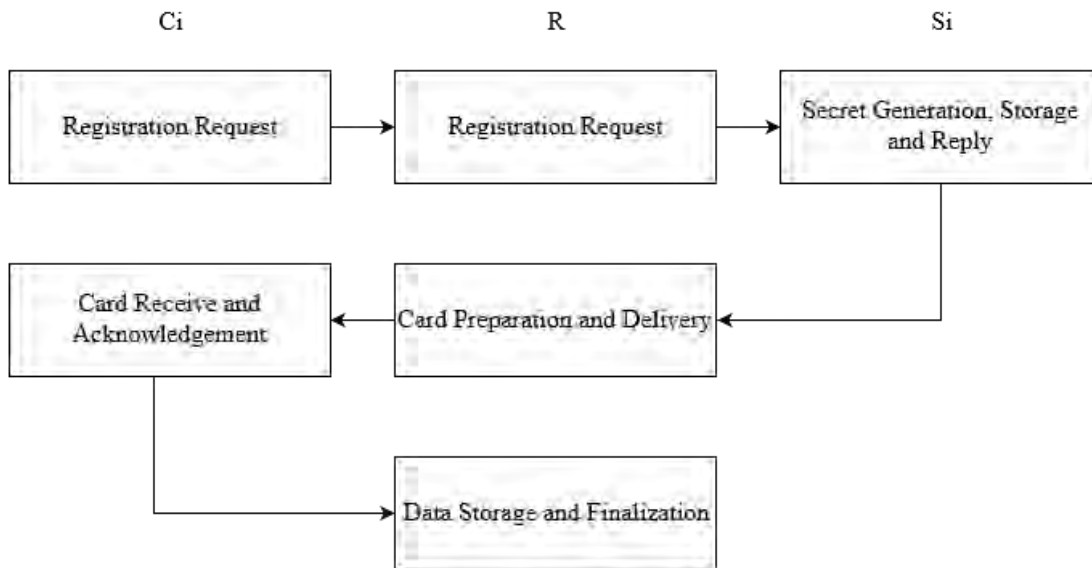 Ci
R
Si
Registration Request
Registration Request
Secret Generation, Storage
and Reply
Card Receive and
Acknowledgement
Card Preparation and Delivery
Data Storage and Finalization